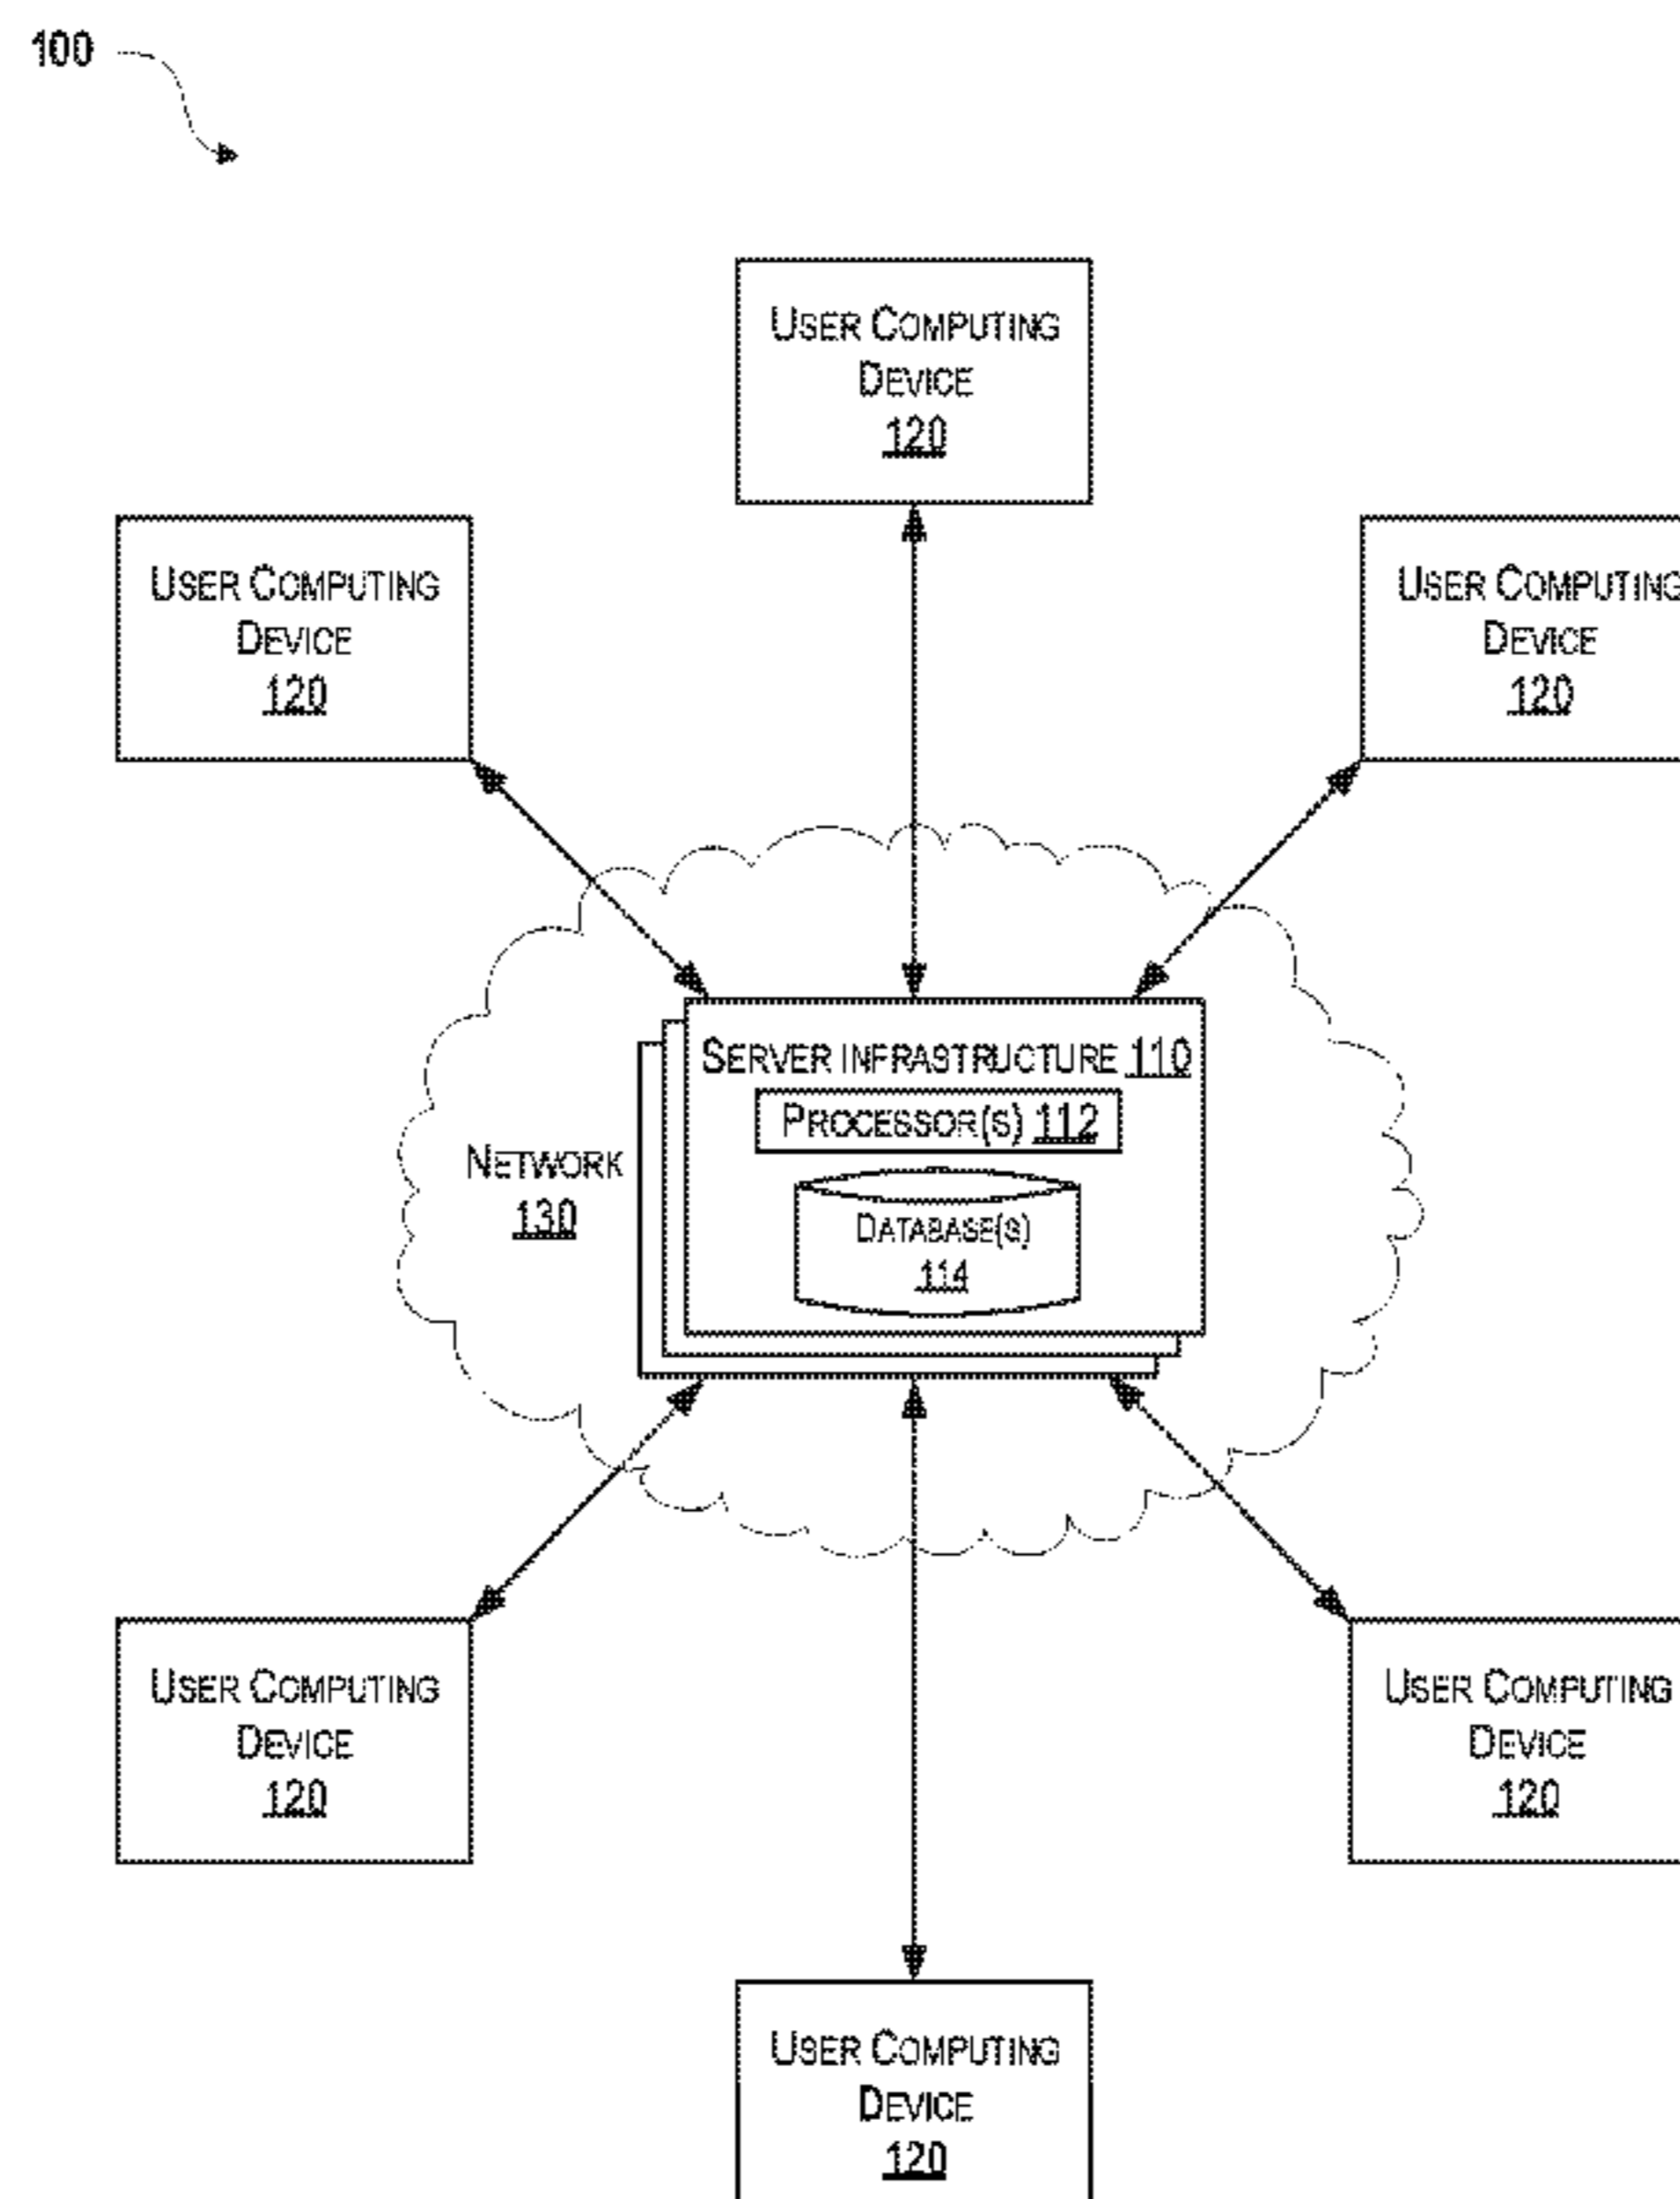 100
USER COMPUTING
DEVICE
120
USER COMPUTING
DEVICE
120
USER COMPUTING
DEVICE
120
SERVER INFRASTRUCTURE 110
PROCESSOR(S) 112
NETWORK
130
DATABASE(S)
114
USER COMPUTING
DEVICE
120
USER COMPUTING
DEVICE
120
USER COMPUTING
DEVICE
120